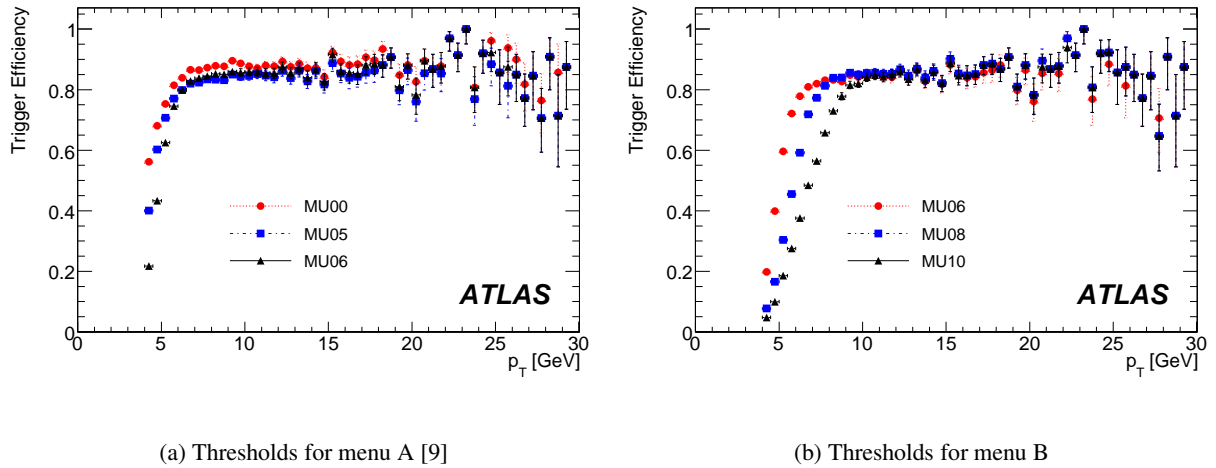 Trigger Efficiency
1
0.8
0.6
0.4
0.2
0
MU00
MU05
MU06
ATLAS
0 5 10 15 20 25 30
p_T [GeV]
(a) Thresholds for menu A [9]
Trigger Efficiency
1
0.8
0.6
0.4
0.2
0
MU06
MU08
MU10
ATLAS
0 5 10 15 20 25 30
p_T [GeV]
(b) Thresholds for menu B